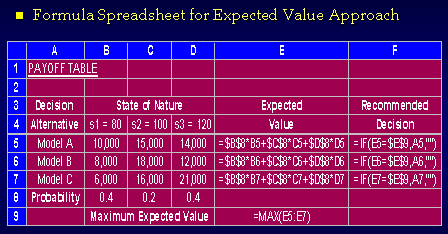 Formula Spreadsheet for Expected Value Approach
A B C D E F
1 PAYOFF TABLE
2
3 Decision State of Nature Expected Recommended
4 Alternative s1 = 80 s2 = 100 s3 = 120 Value Decision
5 Model A 10,000 15,000 14,000 =$B$8*B5+$C$8*C5+$D$8*D5 =IF(E5=$E$9,A5,"")
6 Model B 8,000 18,000 12,000 =$B$8*B6+$C$8*C6+$D$8*D6 =IF(E6=$E$9,A6,"")
7 Model C 6,000 16,000 21,000 =$B$8*B7+$C$8*C7+$D$8*D7 =IF(E7=$E$9,A7,"")
8 Probability 0.4 0.2 0.4
9 Maximum Expected Value =MAX(E5:E7)